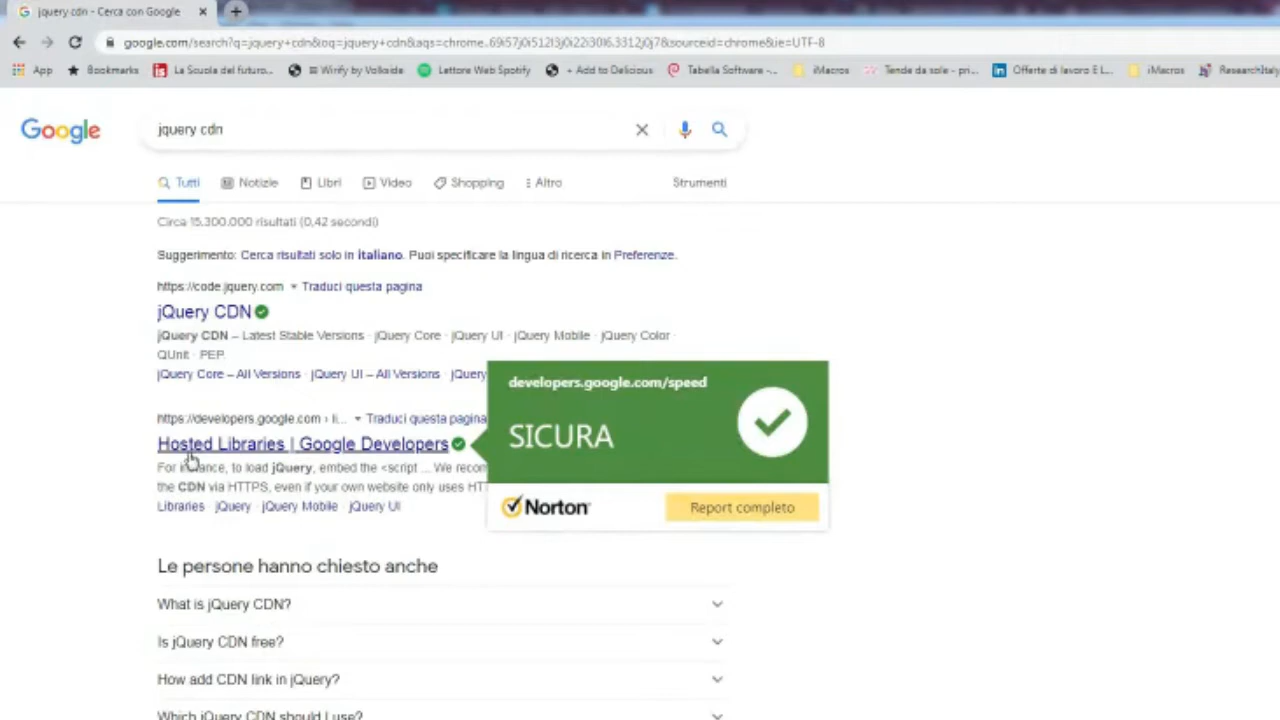 jquery cdn - Cerca con Google
google.com/search?q=jquery+cdn&oq=jquery+cdn&aqs=chrome..69i57j0i512l3j0i22i30l6.3312j0j7&sourceid=chrome&ie=UTF-8
App Bookmarks La Scuola del futuro... Wirify by Volkside Lettore Web Spotify + Add to Delicious Tabella Software -... iMacros Tende da sole - pri... Offerte di lavoro E L... iMacros ResearchItaly
Google
jquery cdn
Tutti Notizie Libri Video Shopping Altro Strumenti
Circa 15.300.000 risultati (0,42 secondi)
Suggerimento: Cerca risultati solo in italiano. Puoi specificare la lingua di ricerca in Preferenze.
https://code.jquery.com Traduci questa pagina
jQuery CDN
jQuery CDN – Latest Stable Versions · jQuery Core · jQuery UI · jQuery Mobile · jQuery Color ·
QUnit · PEP.
jQuery Core – All Versions · jQuery UI – All Versions · jQuery
https://developers.google.com › li... Traduci questa pagina
Hosted Libraries | Google Developers
For instance, to load jQuery, embed the <script ... We recom
the CDN via HTTPS, even if your own website only uses HT
Libraries · jQuery · jQuery Mobile · jQuery UI
developers.google.com/speed
SICURA
Norton
Report completo
Le persone hanno chiesto anche
What is jQuery CDN?
Is jQuery CDN free?
How add CDN link in jQuery?
Which jQuery CDN should I use?